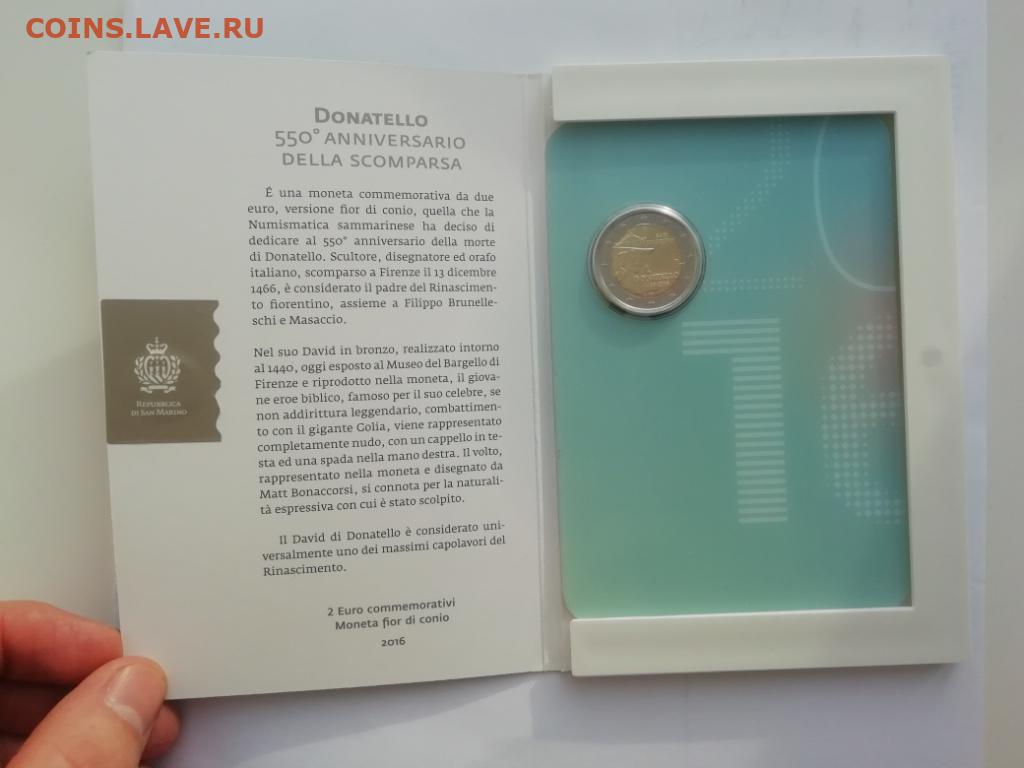 COINS.LAVE.RU
DONATELLO
550° ANNIVERSARIO
DELLA SCOMPARSA
É una moneta commemorativa da due
euro, versione fior di conio, quella che la
Numismatica sammarinese ha deciso di
dedicare al 550° anniversario della morte
di Donatello. Scultore, disegnatore ed orafo
italiano, scomparso a Firenze il 13 dicembre
1466, è considerato il padre del Rinascimen-
to fiorentino, assieme a Filippo Brunelle-
schi e Masaccio.
Nel suo David in bronzo, realizzato intorno
al 1440, oggi esposto al Museo del Bargello di
Firenze e riprodotto nella moneta, il giova-
ne eroe biblico, famoso per il suo celebre, se
non addirittura leggendario, combattimen-
to con il gigante Golia, viene rappresentato
completamente nudo, con un cappello in te-
sta ed una spada nella mano destra. Il volto,
rappresentato nella moneta e disegnato da
Matt Bonaccorsi, si connota per la naturali-
tà espressiva con cui è stato scolpito.
Il David di Donatello è considerato uni-
versalmente uno dei massimi capolavori del
Rinascimento.
2 Euro commemorativi
Moneta fior di conio
2016
REPUBBLICA
DI SAN MARINO
20
16
DONATELLO